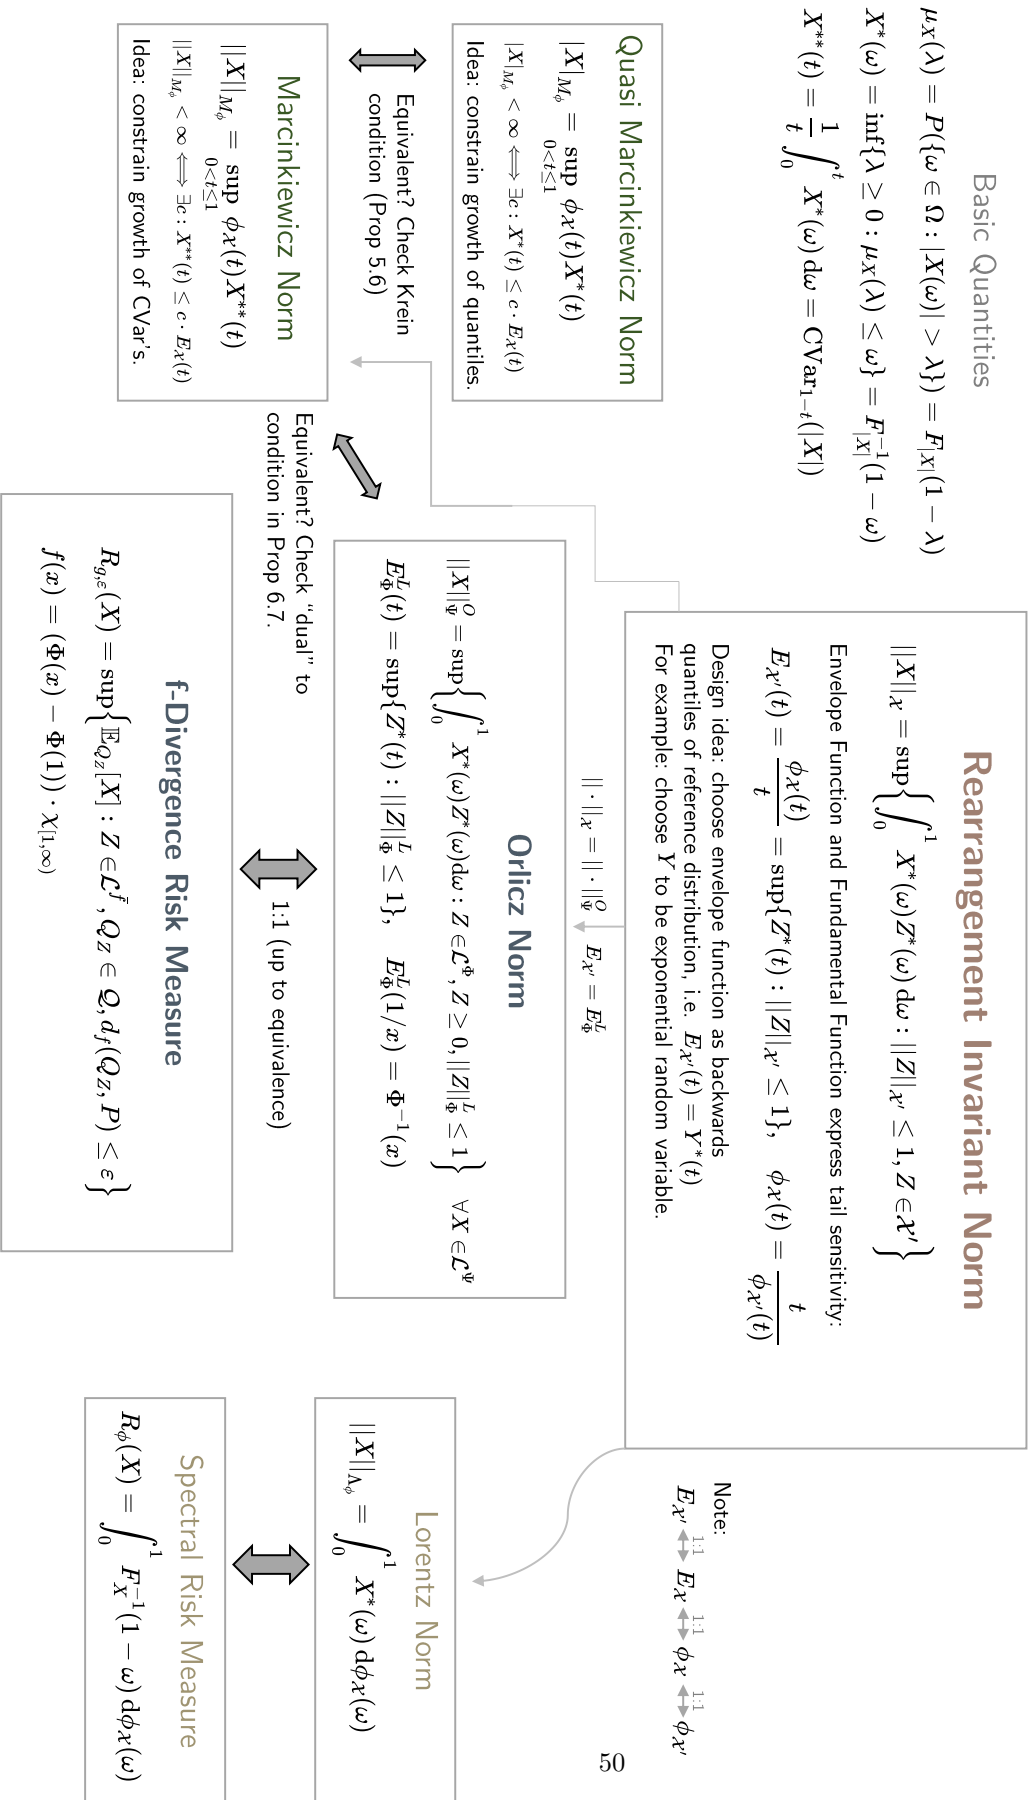 Basic Quantities
μ_X(λ) = P({ω ∈ Ω : |X(ω)| > λ}) = F_{|X|}(1 − λ)
X*(ω) = inf{λ ≥ 0 : μ_X(λ) ≤ ω} = F^{-1}_{|X|}(1 − ω)
X**(t) = \frac{1}{t} ∫_0^t X*(ω) dω = CVar_{1−t}(|X|)
Rearrangement Invariant Norm
||X||_𝒳 = sup{∫_0^1 X*(ω)Z*(ω) dω : ||Z||_{𝒳′} ≤ 1, Z ∈ 𝒳′}
Envelope Function and Fundamental Function express tail sensitivity:
E_{𝒳′}(t) = \frac{ϕ_𝒳(t)}{t} = sup{Z*(t) : ||Z||_{𝒳′} ≤ 1}, ϕ_𝒳(t) = \frac{t}{ϕ_{𝒳′}(t)}
Design idea: choose envelope function as backwards
quantiles of reference distribution, i.e. E_{𝒳′}(t) = Y*(t)
For example: choose Y to be exponential random variable.
Note:
E_{𝒳′} ⟷^{1:1} E_𝒳 ⟷^{1:1} ϕ_𝒳 ⟷^{1:1} ϕ_{𝒳′}
Quasi Marcinkiewicz Norm
|X|_{M_ϕ} = sup_{0<t≤1} ϕ_𝒳(t)X*(t)
|X|_{M_ϕ} < ∞ ⟺ ∃c : X*(t) ≤ c · E_𝒳(t)
Idea: constrain growth of quantiles.
Equivalent? Check Krein
condition (Prop 5.6)
Marcinkiewicz Norm
||X||_{M_ϕ} = sup_{0<t≤1} ϕ_𝒳(t)X**(t)
||X||_{M_ϕ} < ∞ ⟺ ∃c : X**(t) ≤ c · E_𝒳(t)
Idea: constrain growth of CVar's.
Equivalent? Check "dual" to
condition in Prop 6.7.
|| · ||_𝒳 = || · ||^O_Ψ E_{𝒳′} = E^L_Φ
Orlicz Norm
||X||^O_Ψ = sup{∫_0^1 X*(ω)Z*(ω)dω : Z ∈ ℒ^Φ, Z ≥ 0, ||Z||^L_Φ ≤ 1} ∀X ∈ ℒ^Ψ
E^L_Φ(t) = sup{Z*(t) : ||Z||^L_Φ ≤ 1}, E^L_Φ(1/x) = Φ^{-1}(x)
1:1 (up to equivalence)
f-Divergence Risk Measure
R_{g,ε}(X) = sup{𝔼_{Q_Z}[X] : Z ∈ ℒ^{f̄}, Q_Z ∈ 𝒬, d_f(Q_Z, P) ≤ ε}
f(x) = (Φ(x) − Φ(1)) · χ_{[1,∞)}
Lorentz Norm
||X||_{Λ_ϕ} = ∫_0^1 X*(ω) dϕ_𝒳(ω)
Spectral Risk Measure
R_ϕ(X) = ∫_0^1 F_X^{-1}(1 − ω) dϕ_𝒳(ω)
50